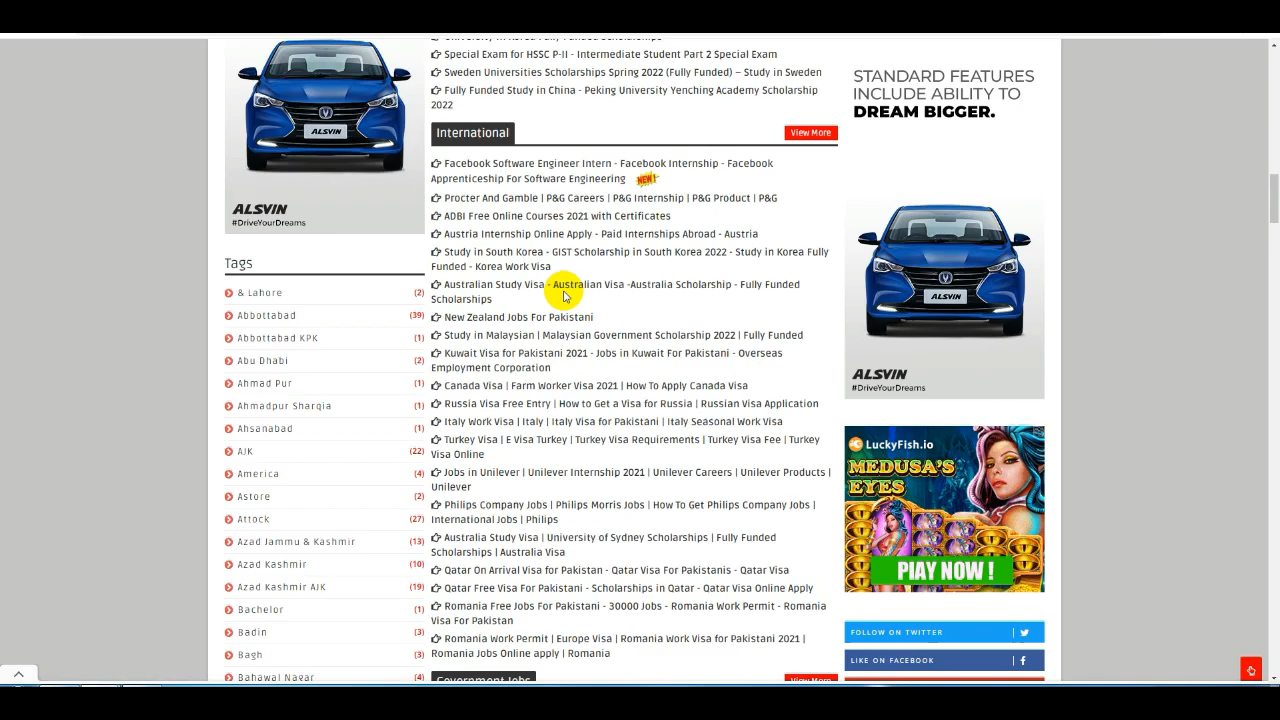 ALSVIN
ALSVIN
#DriveYourDreams
Tags
& Lahore (2)
Abbottabad (39)
Abbottabad KPK (1)
Abu Dhabi (2)
Ahmad Pur (1)
Ahmadpur Sharqia (1)
Ahsanabad (1)
AJK (22)
America (4)
Astore (2)
Attock (27)
Azad Jammu & Kashmir (13)
Azad Kashmir (10)
Azad Kashmir AJK (19)
Bachelor (1)
Badin (3)
Bagh (3)
Bahawal Nagar (4)
Special Exam for HSSC P-II - Intermediate Student Part 2 Special Exam
Sweden Universities Scholarships Spring 2022 (Fully Funded) – Study in Sweden
Fully Funded Study in China - Peking University Yenching Academy Scholarship
2022
International View More
Facebook Software Engineer Intern - Facebook Internship - Facebook
Apprenticeship For Software Engineering NEW!
Procter And Gamble | P&G Careers | P&G Internship | P&G Product | P&G
ADBI Free Online Courses 2021 with Certificates
Austria Internship Online Apply - Paid Internships Abroad - Austria
Study in South Korea - GIST Scholarship in South Korea 2022 - Study in Korea Fully
Funded - Korea Work Visa
Australian Study Visa - Australian Visa -Australia Scholarship - Fully Funded
Scholarships
New Zealand Jobs For Pakistani
Study in Malaysian | Malaysian Government Scholarship 2022 | Fully Funded
Kuwait Visa for Pakistani 2021 - Jobs in Kuwait For Pakistani - Overseas
Employment Corporation
Canada Visa | Farm Worker Visa 2021 | How To Apply Canada Visa
Russia Visa Free Entry | How to Get a Visa for Russia | Russian Visa Application
Italy Work Visa | Italy | Italy Visa for Pakistani | Italy Seasonal Work Visa
Turkey Visa | E Visa Turkey | Turkey Visa Requirements | Turkey Visa Fee | Turkey
Visa Online
Jobs in Unilever | Unilever Internship 2021 | Unilever Careers | Unilever Products |
Unilever
Philips Company Jobs | Philips Morris Jobs | How To Get Philips Company Jobs |
International Jobs | Philips
Australia Study Visa | University of Sydney Scholarships | Fully Funded
Scholarships | Australia Visa
Qatar On Arrival Visa for Pakistan - Qatar Visa For Pakistanis - Qatar Visa
Qatar Free Visa For Pakistani - Scholarships in Qatar - Qatar Visa Online Apply
Romania Free Jobs For Pakistani - 30000 Jobs - Romania Work Permit - Romania
Visa For Pakistan
Romania Work Permit | Europe Visa | Romania Work Visa for Pakistani 2021 |
Romania Jobs Online apply | Romania
Government Jobs View More
STANDARD FEATURES
INCLUDE ABILITY TO
DREAM BIGGER.
ALSVIN
ALSVIN
#DriveYourDreams
LuckyFish.io
MEDUSA'S
EYES
PLAY NOW !
FOLLOW ON TWITTER
LIKE ON FACEBOOK